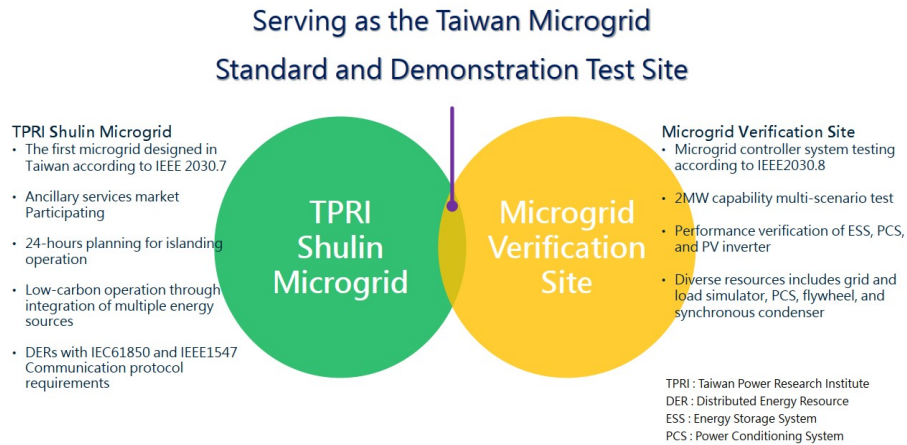 Serving as the Taiwan Microgrid
Standard and Demonstration Test Site
TPRI Shulin Microgrid
• The first microgrid designed in
Taiwan according to IEEE 2030.7
• Ancillary services market
Participating
• 24-hours planning for islanding
operation
• Low-carbon operation through
integration of multiple energy
sources
• DERs with IEC61850 and IEEE1547
Communication protocol
requirements
TPRI
Shulin
Microgrid
Microgrid
Verification
Site
Microgrid Verification Site
• Microgrid controller system testing
according to IEEE2030.8
• 2MW capability multi-scenario test
• Performance verification of ESS, PCS,
and PV inverter
• Diverse resources includes grid and
load simulator, PCS, flywheel, and
synchronous condenser
TPRI : Taiwan Power Research Institute
DER : Distributed Energy Resource
ESS : Energy Storage System
PCS : Power Conditioning System